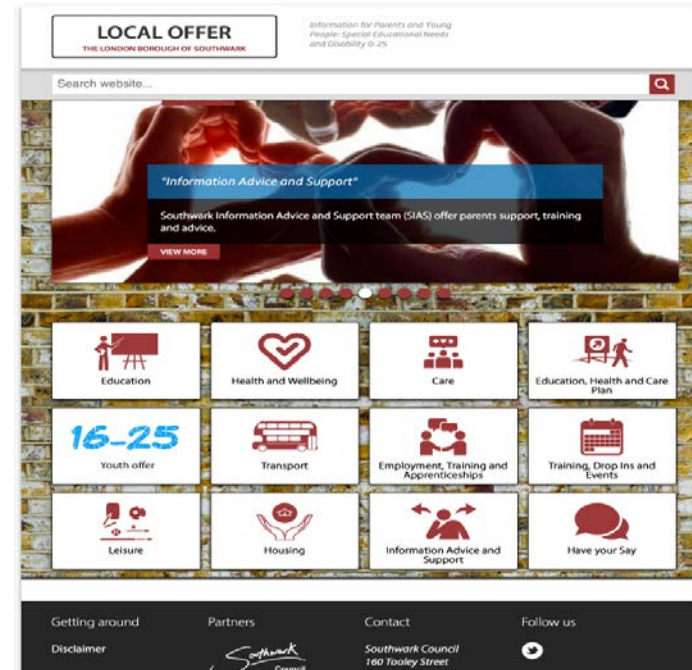 LOCAL OFFER
THE LONDON BOROUGH OF SOUTHWARK
Information for Parents and Young
People: Special Educational Needs
and Disability 0-25
Search website...
"Information Advice and Support"
Southwark Information Advice and Support team (SIAS) offer parents support, training
and advice.
VIEW MORE
Education
Health and Wellbeing
Care
Education, Health and Care
Plan
16-25
Youth offer
Transport
Employment, Training and
Apprenticeships
Training, Drop Ins and
Events
Leisure
Housing
Information Advice and
Support
Have your Say
Getting around
Partners
Contact
Follow us
Disclaimer
Southwark
Council
Southwark Council
160 Tooley Street